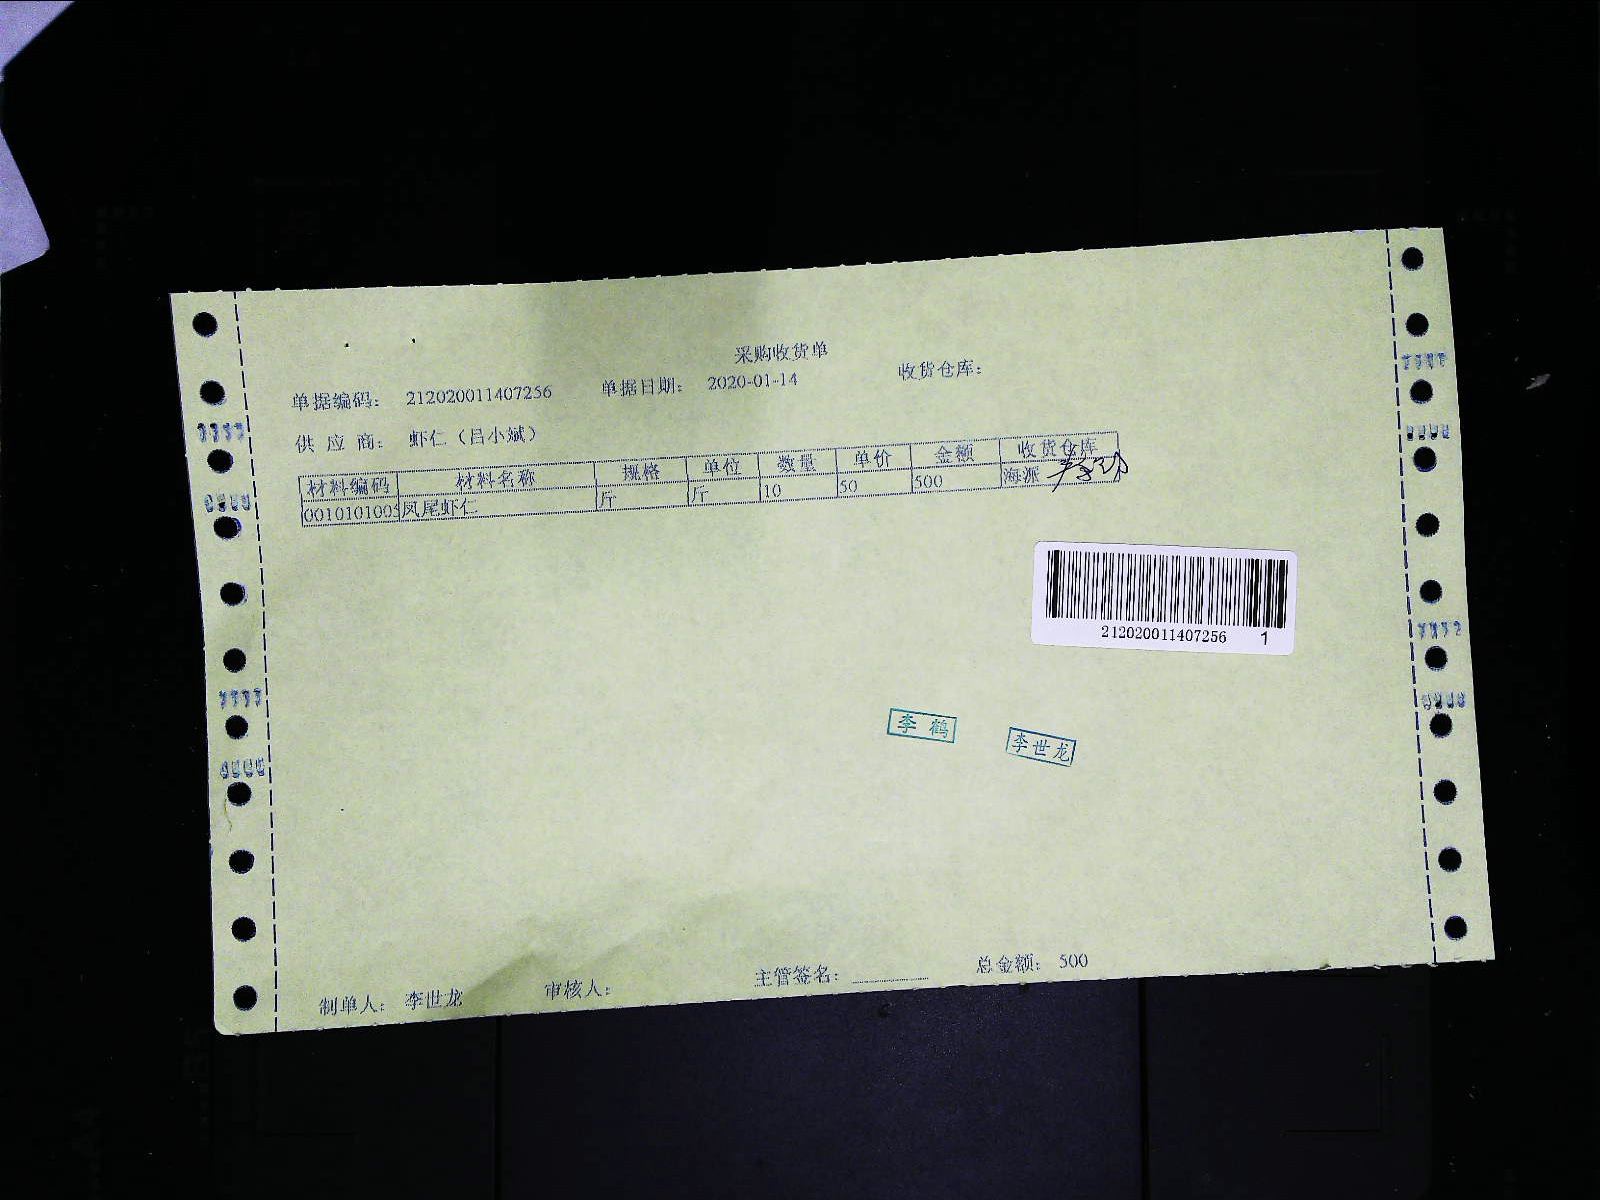 采购收货单
单据编码: 212020011407256 单据日期: 2020-01-14 收货仓库:
供应商: 虾仁(吕小斌)
材料编码 材料名称 规格 单位 数量 单价 金额 收货仓库
0010101005 凤尾虾仁 斤 斤 10 50 500 海派
212020011407256 1
李鹤 李世龙
制单人: 李世龙 审核人: 主管签名: 总金额: 500